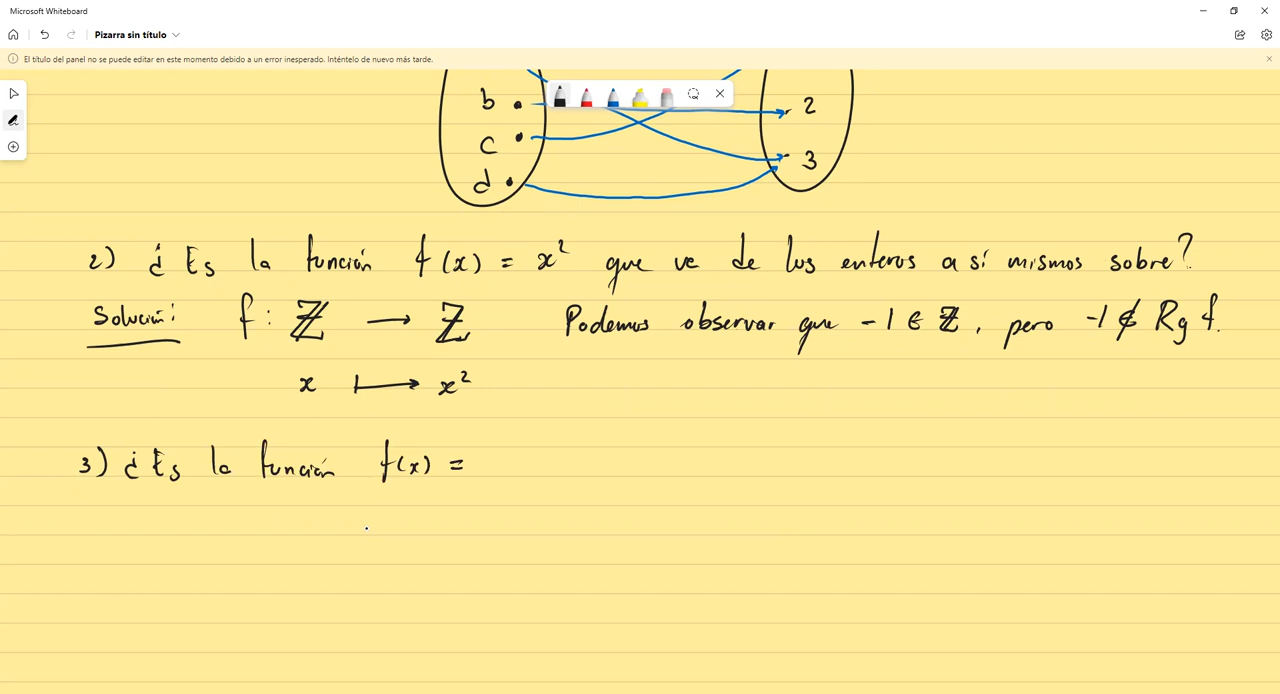 Microsoft Whiteboard
Pizarra sin título
El título del panel no se puede editar en este momento debido a un error inesperado. Inténtelo de nuevo más tarde.
b
2
c
3
d
2) ¿Es la función f(x) = x² que ve de los enteros a sí mismos sobre?
Solución: f: ℤ → ℤ Podemos observar que -1 ∈ ℤ, pero -1 ∉ Rg f.
x ↦ x²
3) ¿Es la función f(x) =